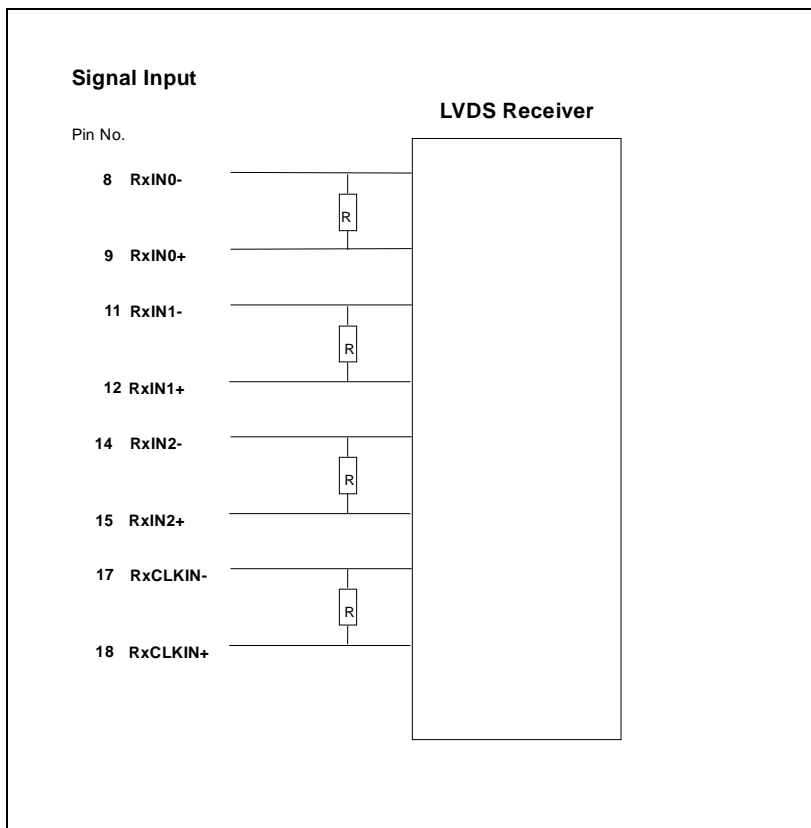 Signal Input
LVDS Receiver
Pin No.
8 RxIN0-
R
9 RxIN0+
11 RxIN1-
R
12 RxIN1+
14 RxIN2-
R
15 RxIN2+
17 RxCLKIN-
R
18 RxCLKIN+